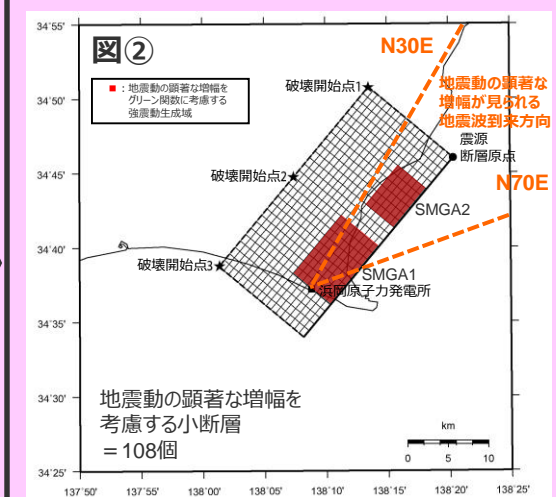 図②
■：地震動の顕著な増幅を
グリーン関数に考慮する
強震動生成域
N30E
地震動の顕著な
増幅が見られる
地震波到来方向
破壊開始点1
震源
断層原点
N70E
破壊開始点2
SMGA2
破壊開始点3
SMGA1
浜岡原子力発電所
地震動の顕著な増幅を
考慮する小断層
＝108個
km
0 5 10
34°55'
34°50'
34°45'
34°40'
34°35'
34°30'
34°25'
137°50' 137°55' 138°00' 138°05' 138°10' 138°15' 138°20' 138°25'